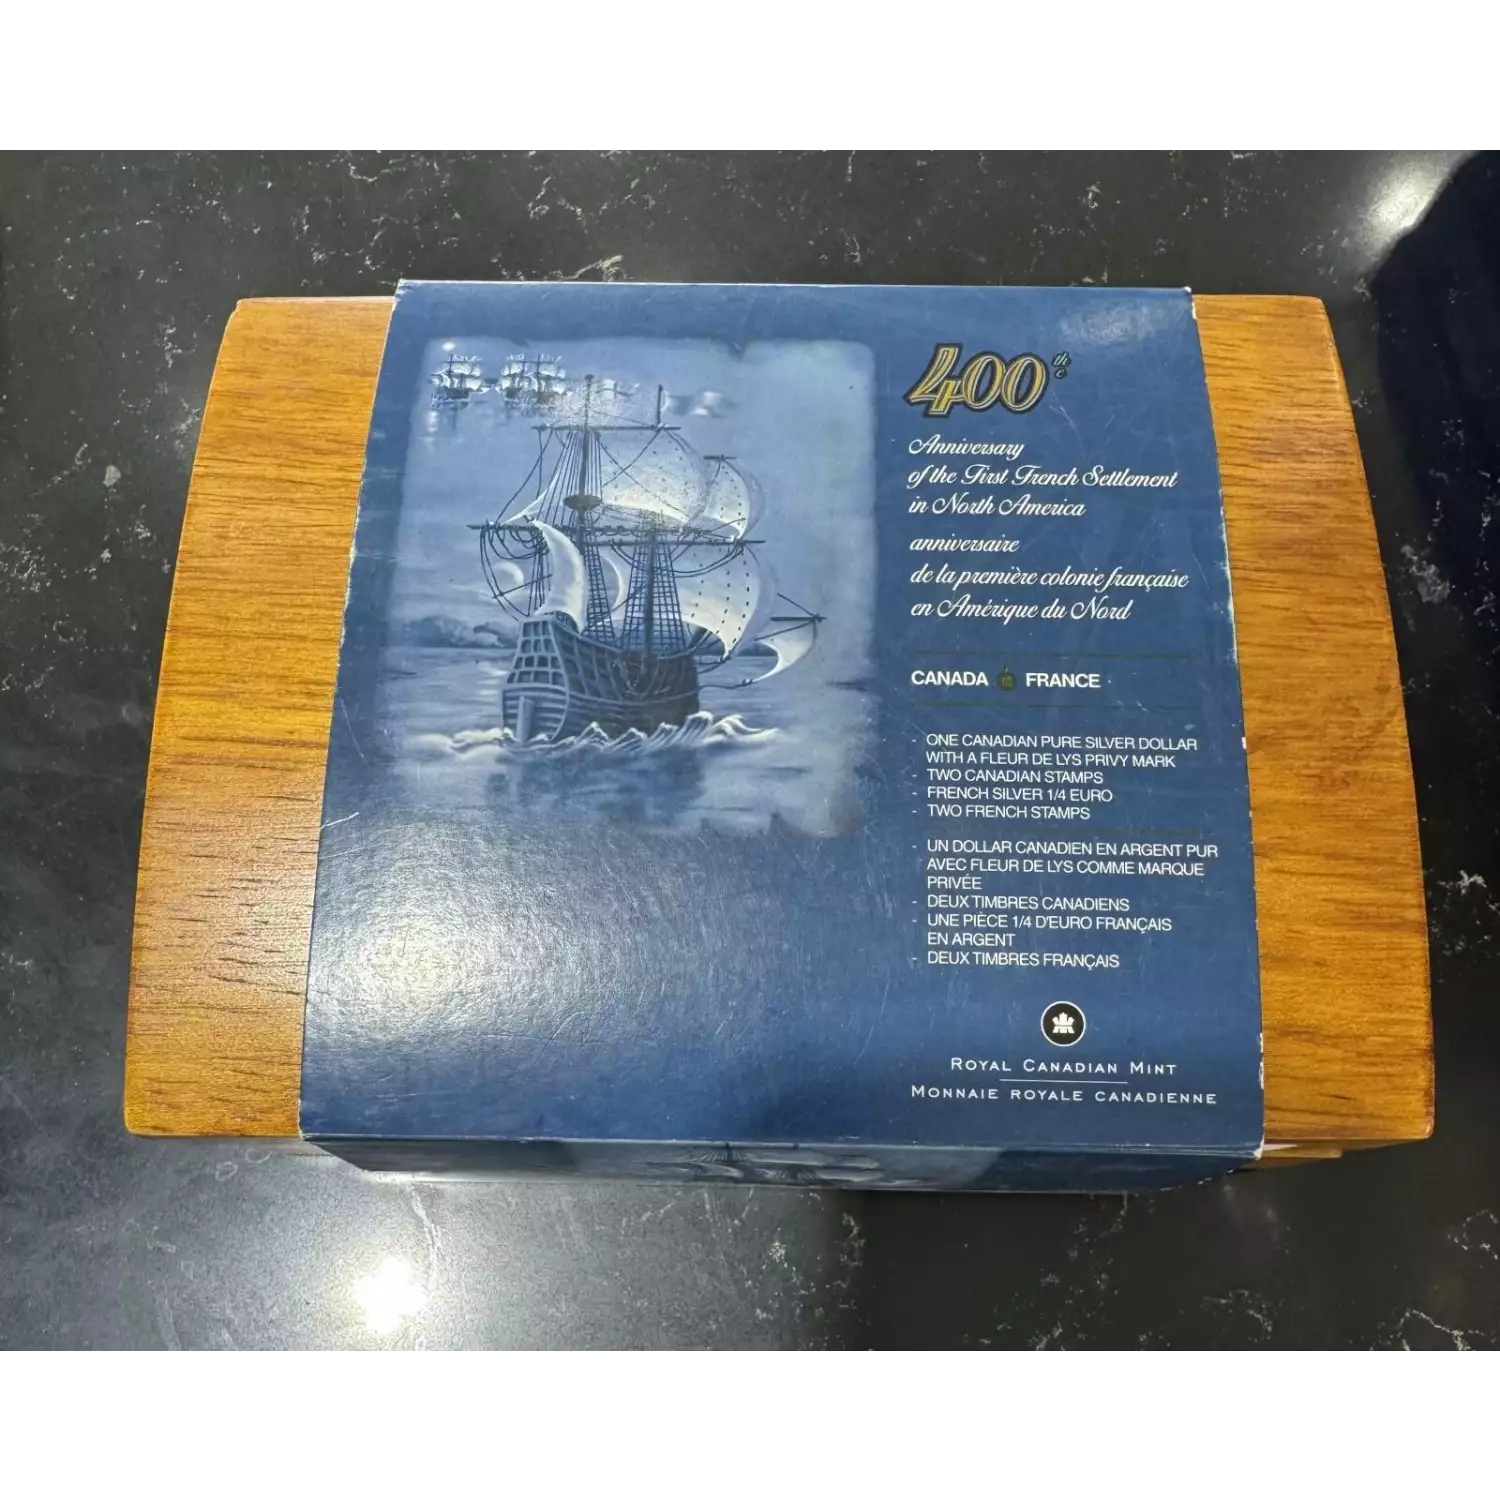 400th e
Anniversary
of the First French Settlement
in North America
anniversaire
de la première colonie française
en Amérique du Nord
CANADA FRANCE
- ONE CANADIAN PURE SILVER DOLLAR
WITH A FLEUR DE LYS PRIVY MARK
- TWO CANADIAN STAMPS
- FRENCH SILVER 1/4 EURO
- TWO FRENCH STAMPS
- UN DOLLAR CANADIEN EN ARGENT PUR
AVEC FLEUR DE LYS COMME MARQUE
PRIVÉE
- DEUX TIMBRES CANADIENS
- UNE PIÈCE 1/4 D'EURO FRANÇAIS
EN ARGENT
- DEUX TIMBRES FRANÇAIS
ROYAL CANADIAN MINT
MONNAIE ROYALE CANADIENNE